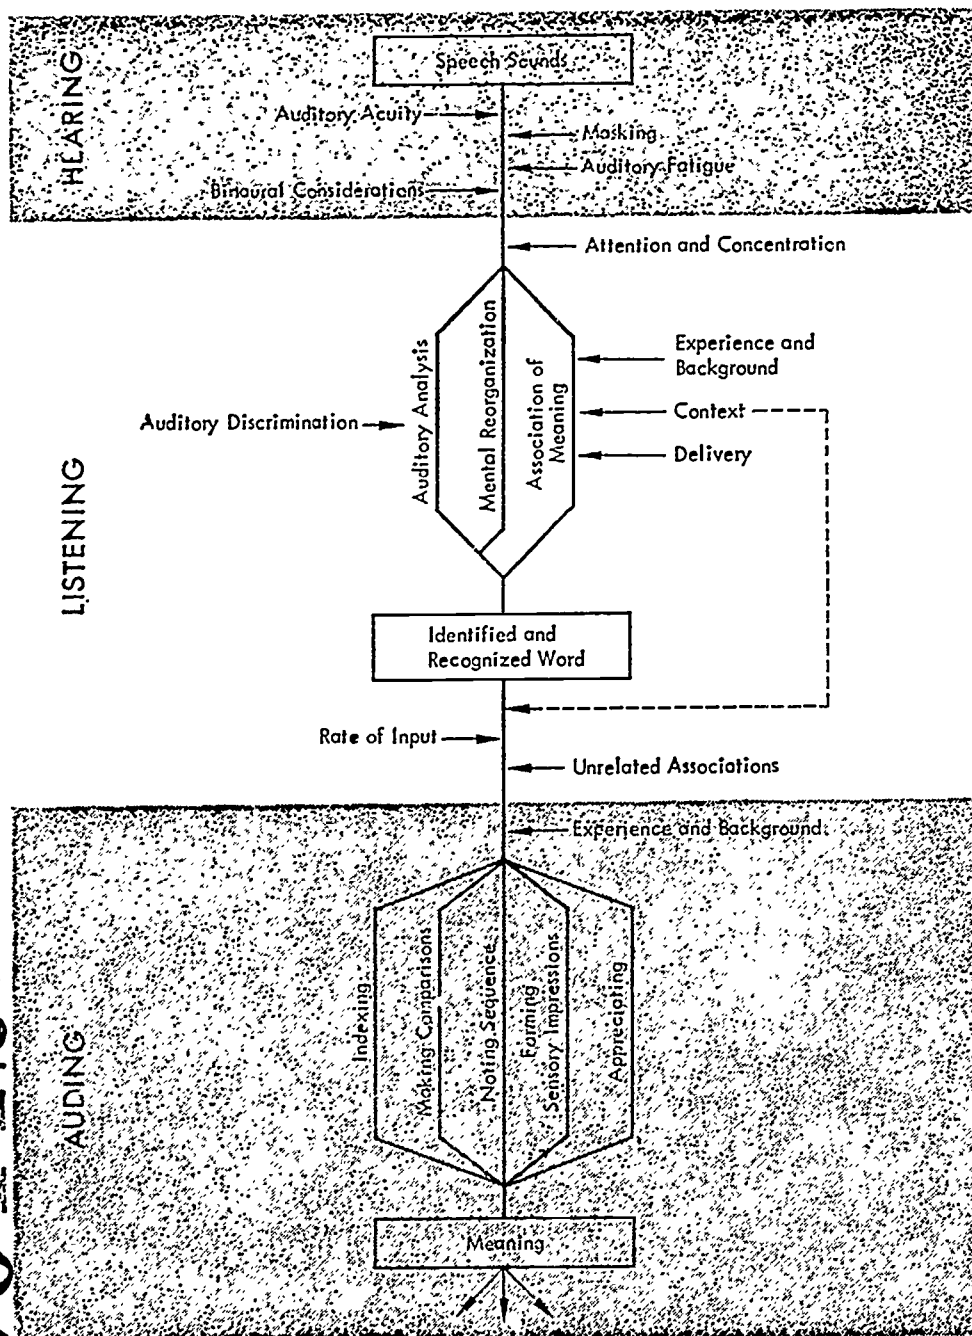 HEARING
Speech Sounds
Auditory Acuity
Masking
Auditory Fatigue
Binaural Considerations
LISTENING
Attention and Concentration
Auditory Analysis
Mental Reorganization
Association of
Meaning
Experience and
Background
Context
Delivery
Auditory Discrimination
Identified and
Recognized Word
Rate of Input
Unrelated Associations
AUDING
Experience and Background
Indexing
Making Comparisons
Noting Sequence
Forming
Sensory Impressions
Appreciating
Meaning